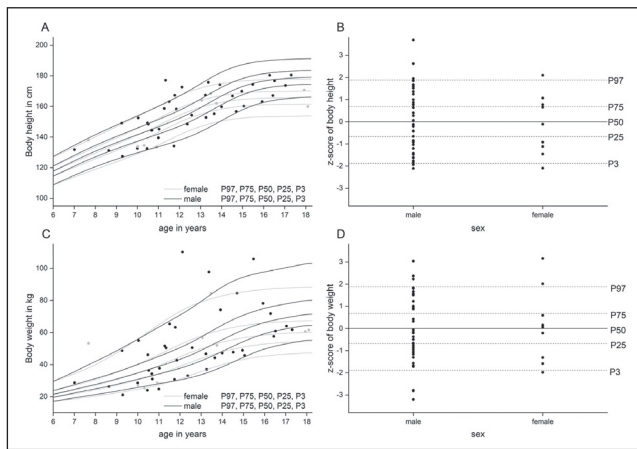 A
Body height in cm
200
180
160
140
120
100
female P97, P75, P50, P25, P3
male P97, P75, P50, P25, P3
6 7 8 9 10 11 12 13 14 15 16 17 18
age in years
B
z-score of body height
3
2
1
0
-1
-2
-3
P97
P75
P50
P25
P3
male female
sex
C
Body weight in kg
100
80
60
40
20
female P97, P75, P50, P25, P3
male P97, P75, P50, P25, P3
6 7 8 9 10 11 12 13 14 15 16 17 18
age in years
D
z-score of body weight
3
2
1
0
-1
-2
-3
P97
P75
P50
P25
P3
male female
sex